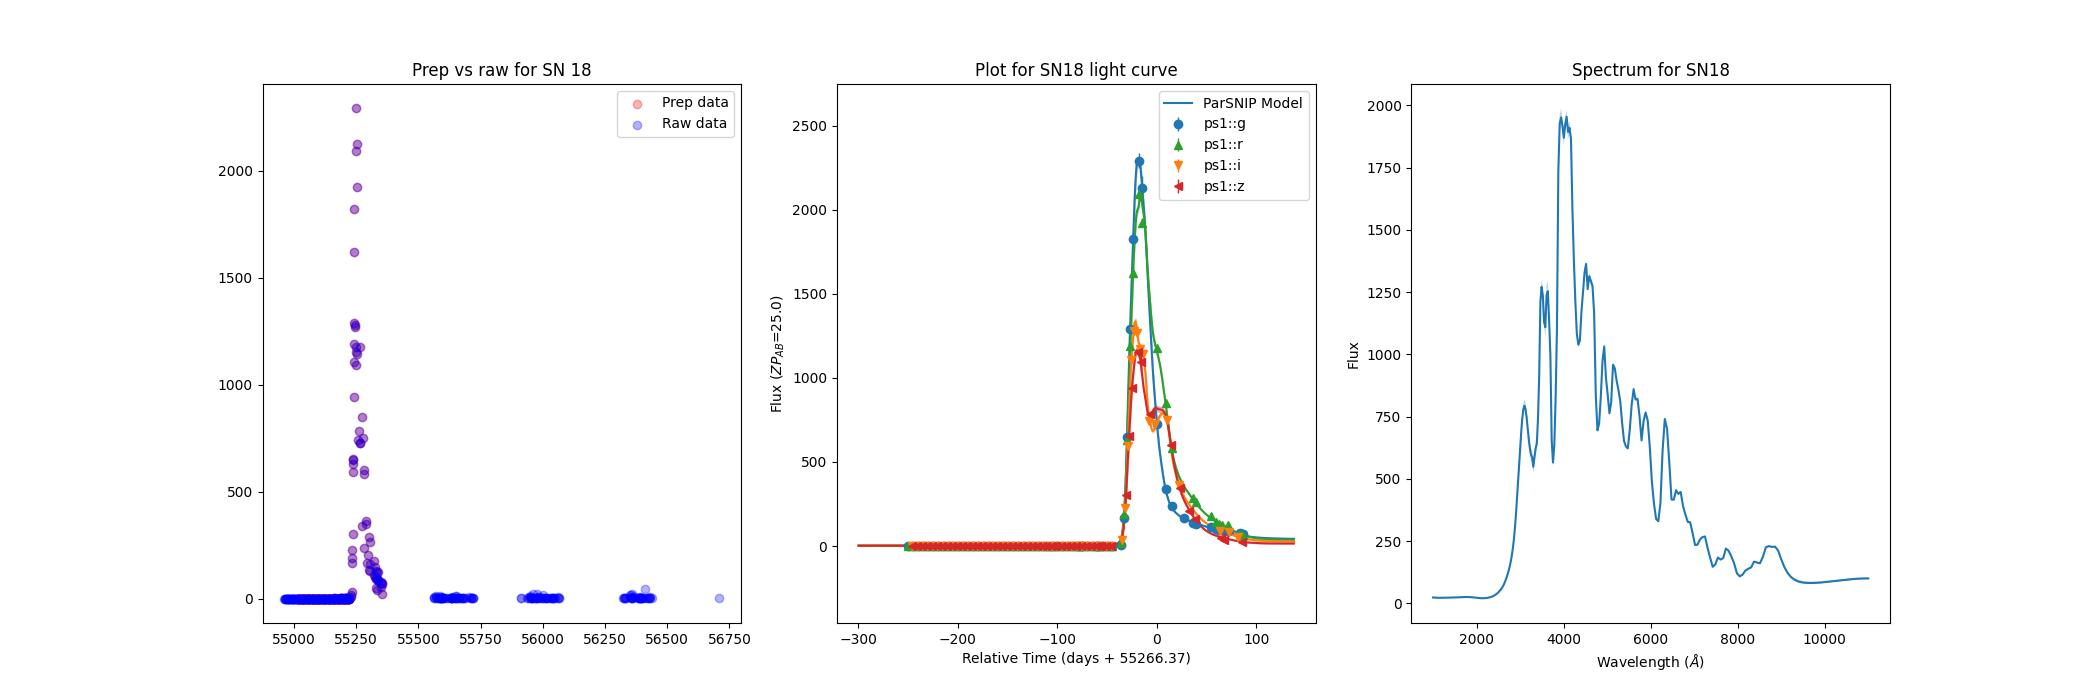 Prep vs raw for SN 18
Prep data
Raw data
2000
1500
1000
500
0
55000
55250
55500
55750
56000
56250
56500
56750
Plot for SN18 light curve
ParSNIP Model
ps1::g
ps1::r
ps1::i
ps1::z
Flux (ZP_AB=25.0)
2500
2000
1500
1000
500
0
−300
−200
−100
0
100
Relative Time (days + 55266.37)
Spectrum for SN18
Flux
2000
1750
1500
1250
1000
750
500
250
0
2000
4000
6000
8000
10000
Wavelength (Å)